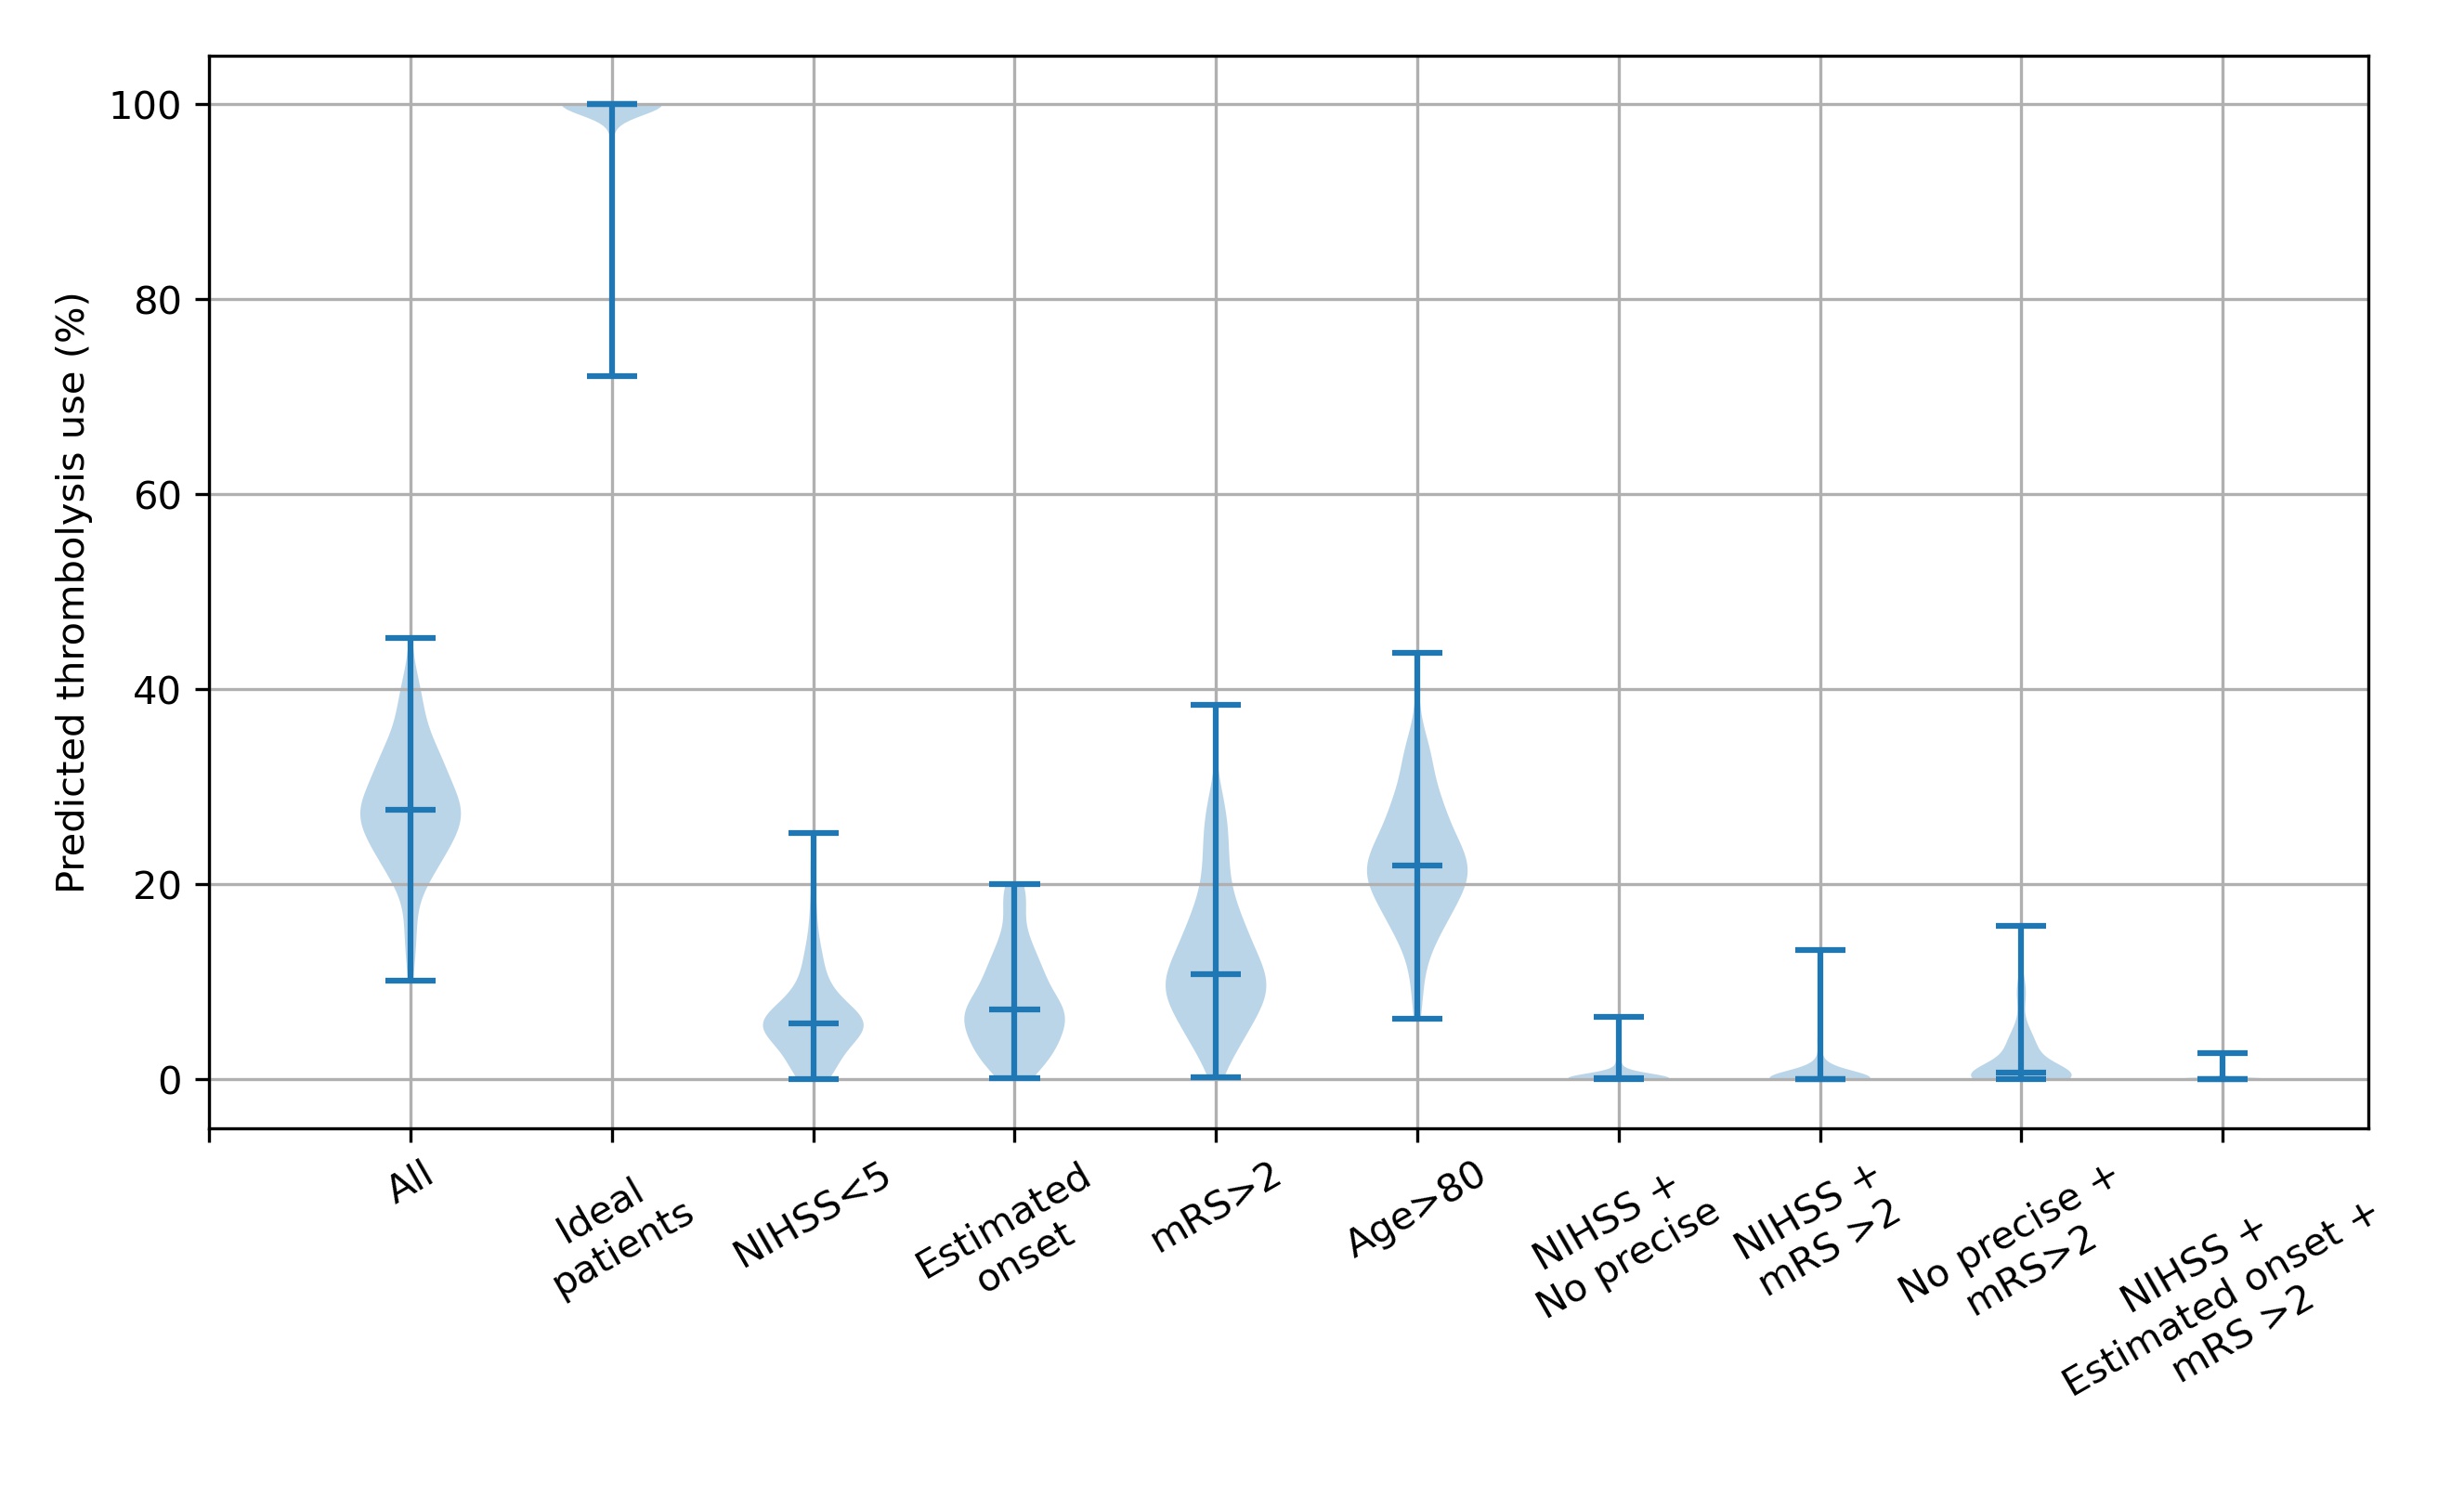 Predicted thrombolysis use (%)
100
80
60
40
20
0
All
Ideal
patients
NIHSS<5
Estimated
onset
mRS>2
Age>80
NIHSS +
No precise
NIHSS +
mRS >2
No precise +
mRS>2
NIHSS +
Estimated onset +
mRS >2